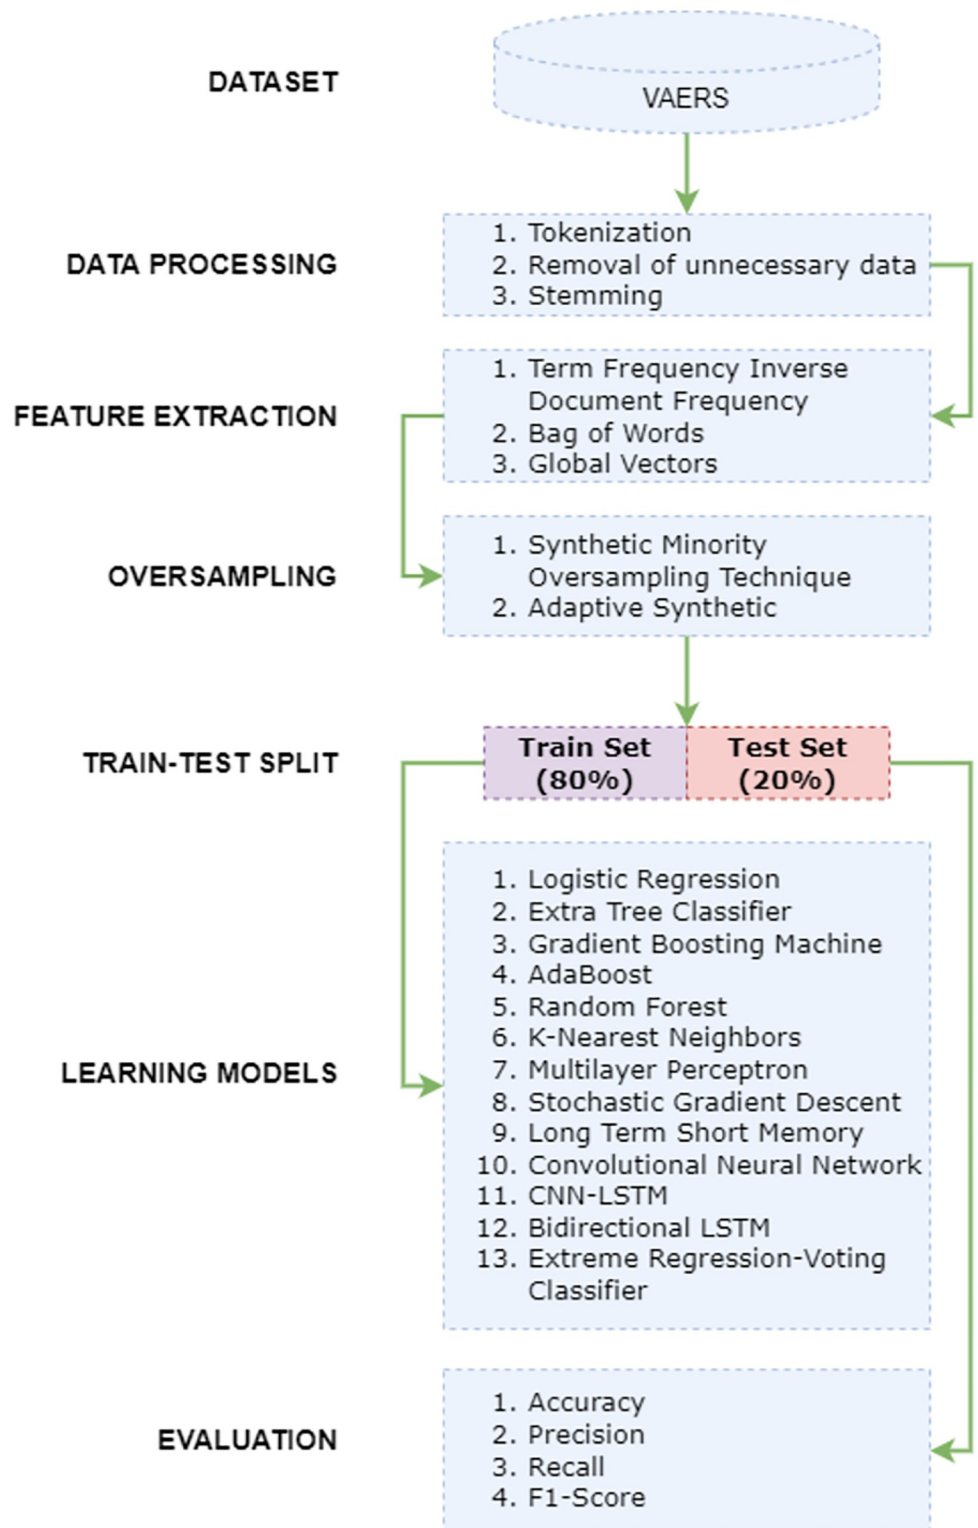 DATASET
VAERS
DATA PROCESSING
1. Tokenization
2. Removal of unnecessary data
3. Stemming
FEATURE EXTRACTION
1. Term Frequency Inverse
Document Frequency
2. Bag of Words
3. Global Vectors
OVERSAMPLING
1. Synthetic Minority
Oversampling Technique
2. Adaptive Synthetic
TRAIN-TEST SPLIT
Train Set
(80%)
Test Set
(20%)
LEARNING MODELS
1. Logistic Regression
2. Extra Tree Classifier
3. Gradient Boosting Machine
4. AdaBoost
5. Random Forest
6. K-Nearest Neighbors
7. Multilayer Perceptron
8. Stochastic Gradient Descent
9. Long Term Short Memory
10. Convolutional Neural Network
11. CNN-LSTM
12. Bidirectional LSTM
13. Extreme Regression-Voting
Classifier
EVALUATION
1. Accuracy
2. Precision
3. Recall
4. F1-Score